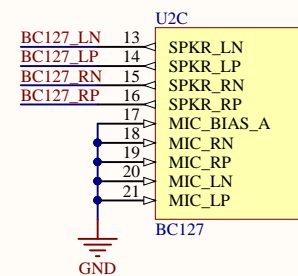 U2C
BC127_LN 13 SPKR_LN
BC127_LP 14 SPKR_LP
BC127_RN 15 SPKR_RN
BC127_RP 16 SPKR_RP
17 MIC_BIAS_A
18 MIC_RN
19 MIC_RP
20 MIC_LN
21 MIC_LP
BC127
GND